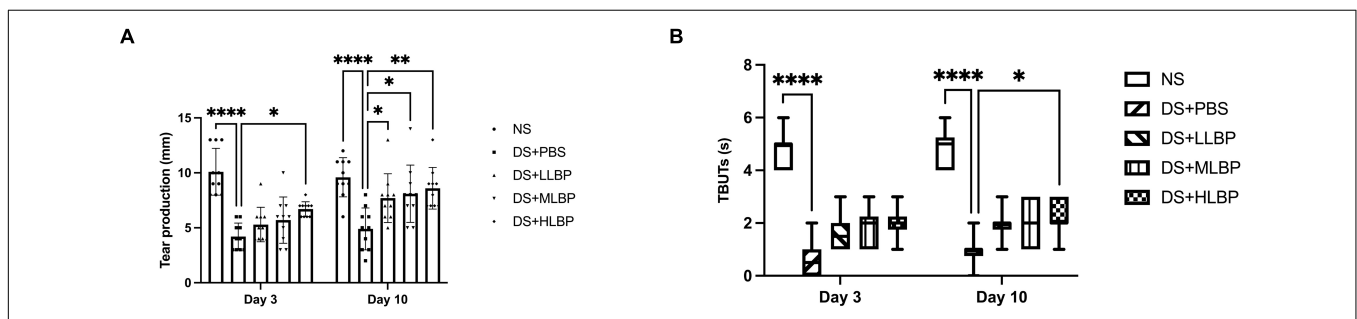 A
Tear production (mm)
15
10
5
0
****
*
****
**
*
*
Day 3
Day 10
NS
DS+PBS
DS+LLBP
DS+MLBP
DS+HLBP
B
TBUTs (s)
8
6
4
2
0
****
****
*
Day 3
Day 10
NS
DS+PBS
DS+LLBP
DS+MLBP
DS+HLBP